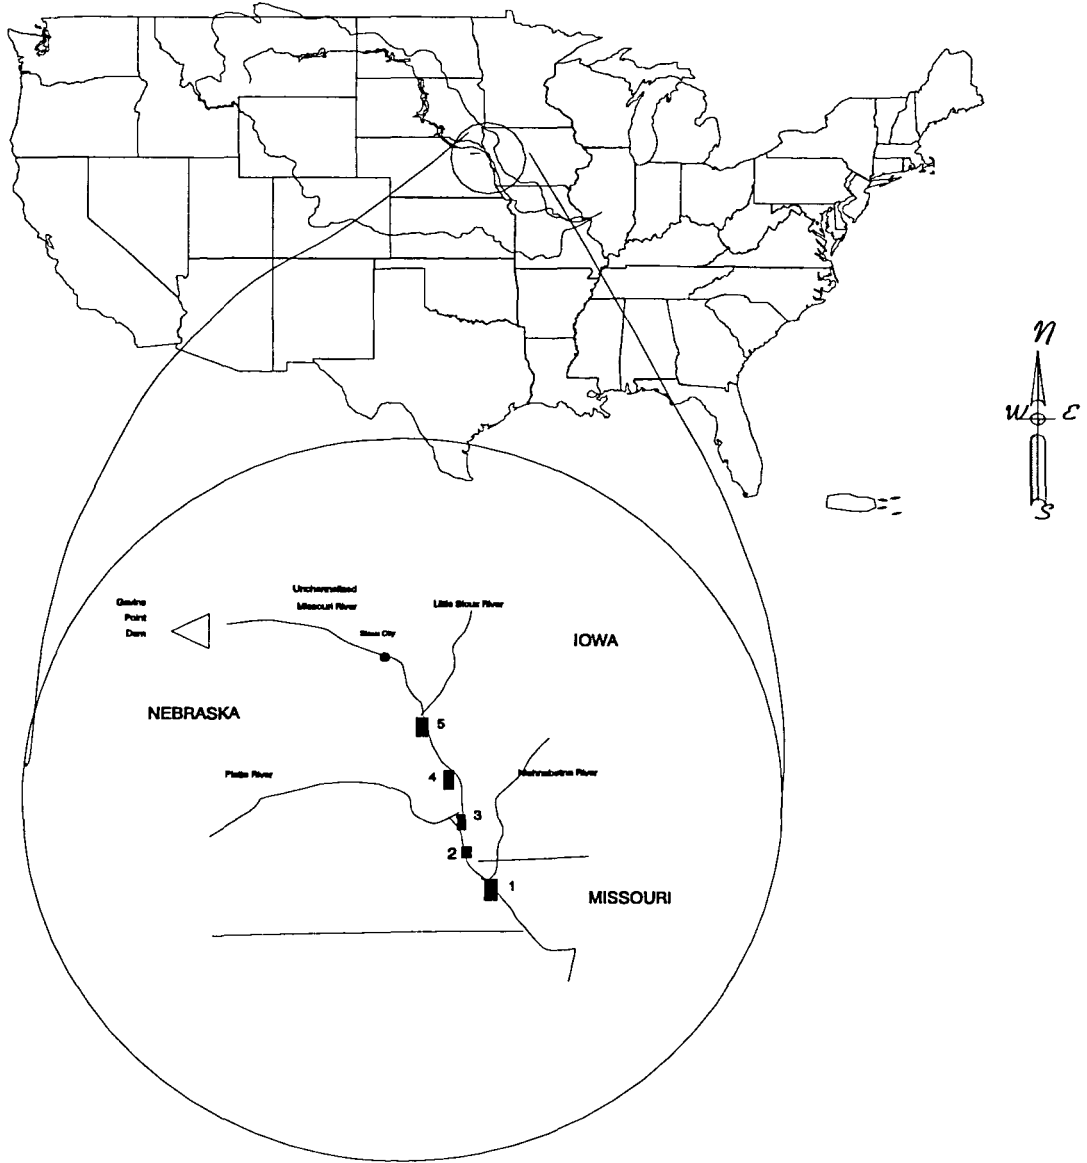 N
W E
S
Unchannelized
Missouri River
Little Sioux River
Gavins
Point
Dam
Sioux City
IOWA
NEBRASKA
5
Platte River
4
Nishnabotna River
3
2
1
MISSOURI